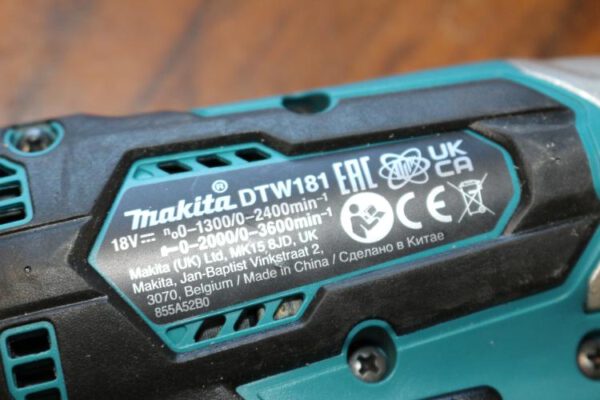 makita® DTW181 EAC UK CA
18V n₀0-1300/0-2400min⁻¹
0-2000/0-3600min⁻¹ CE
Makita (UK) Ltd, MK15 8JD, UK
Makita, Jan-Baptist Vinkstraat 2,
3070, Belgium / Made in China / Сделано в Китае
855A52B0